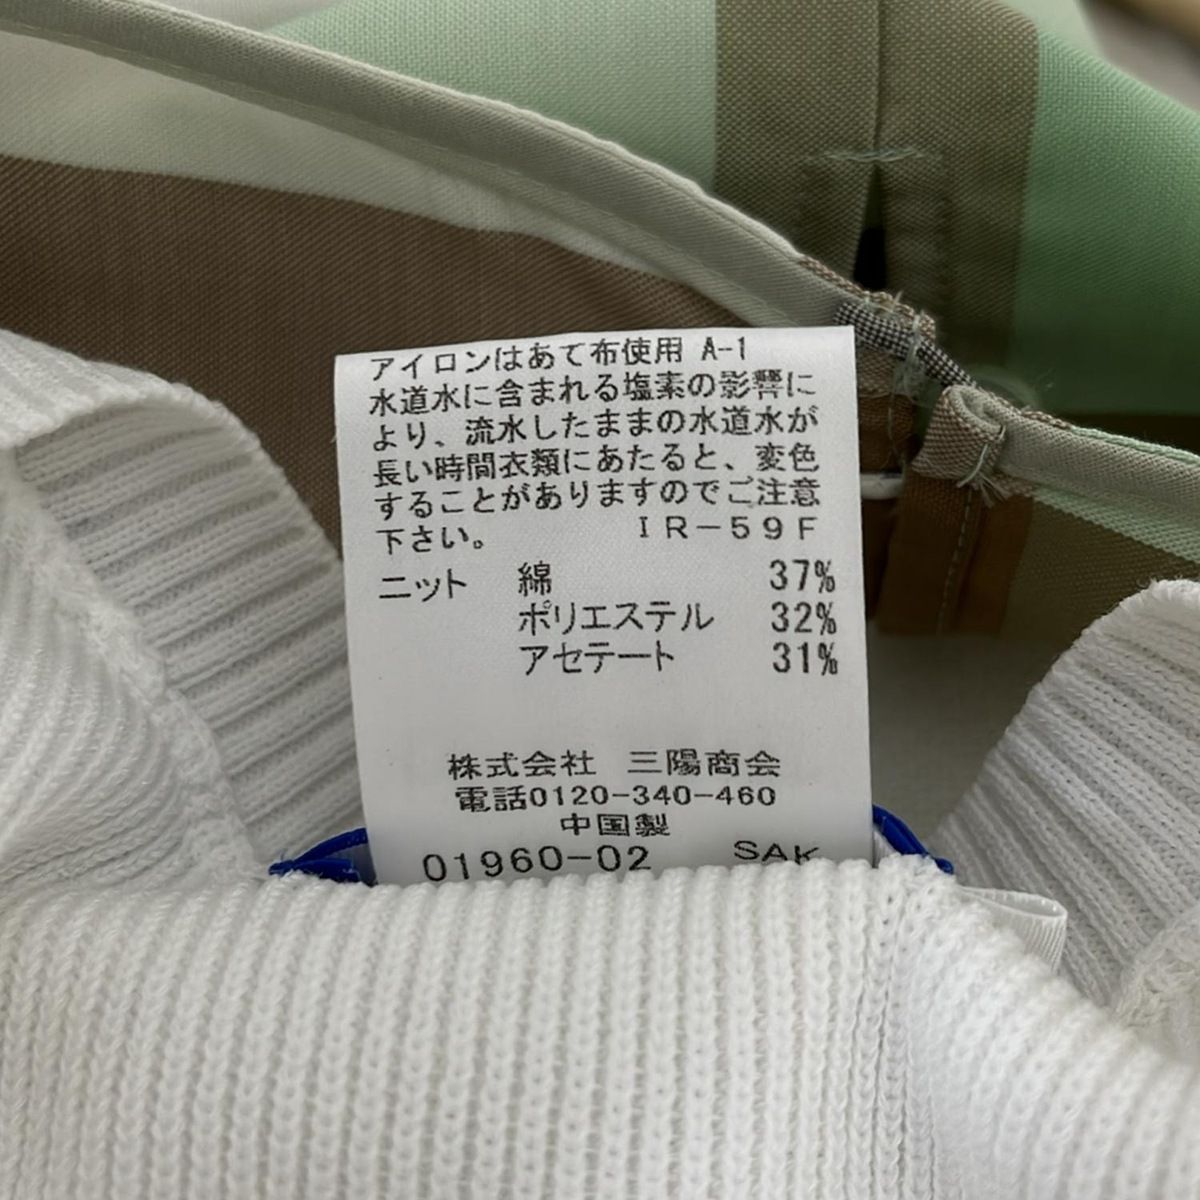 アイロンはあて布使用 A-1
水道水に含まれる塩素の影響に
より、流水したままの水道水が
長い時間衣類にあたると、変色
することがありますのでご注意
下さい。 IR-59F
ニット 綿 37%
ポリエステル 32%
アセテート 31%
株式会社 三陽商会
電話0120-340-460
中国製
01960-02 SAK